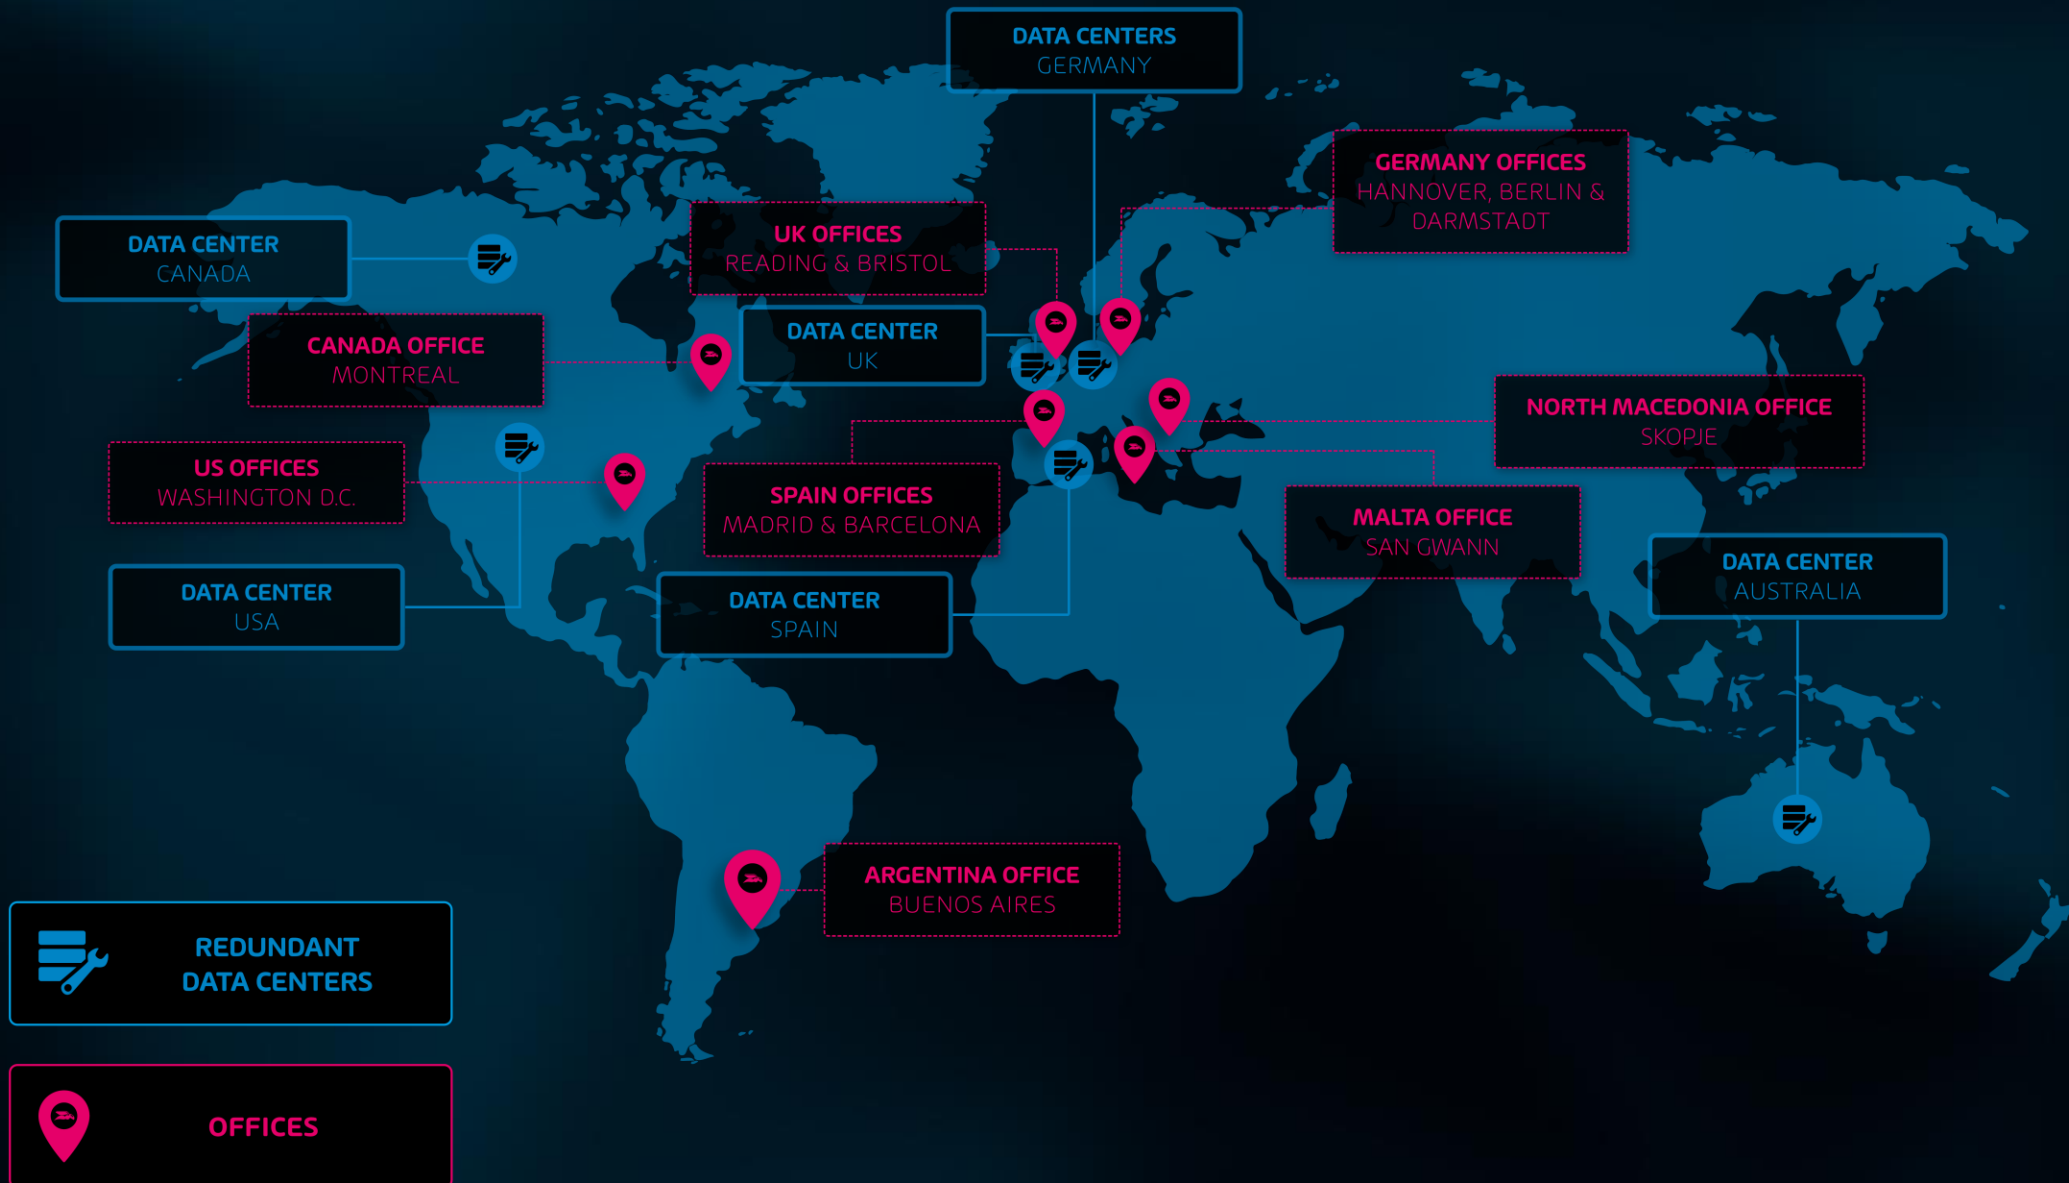 DATA CENTERS
GERMANY
GERMANY OFFICES
HANNOVER, BERLIN &
DARMSTADT
DATA CENTER
CANADA
UK OFFICES
READING & BRISTOL
CANADA OFFICE
MONTREAL
DATA CENTER
UK
NORTH MACEDONIA OFFICE
SKOPJE
US OFFICES
WASHINGTON D.C.
SPAIN OFFICES
MADRID & BARCELONA
MALTA OFFICE
SAN GWANN
DATA CENTER
USA
DATA CENTER
SPAIN
DATA CENTER
AUSTRALIA
ARGENTINA OFFICE
BUENOS AIRES
REDUNDANT
DATA CENTERS
OFFICES